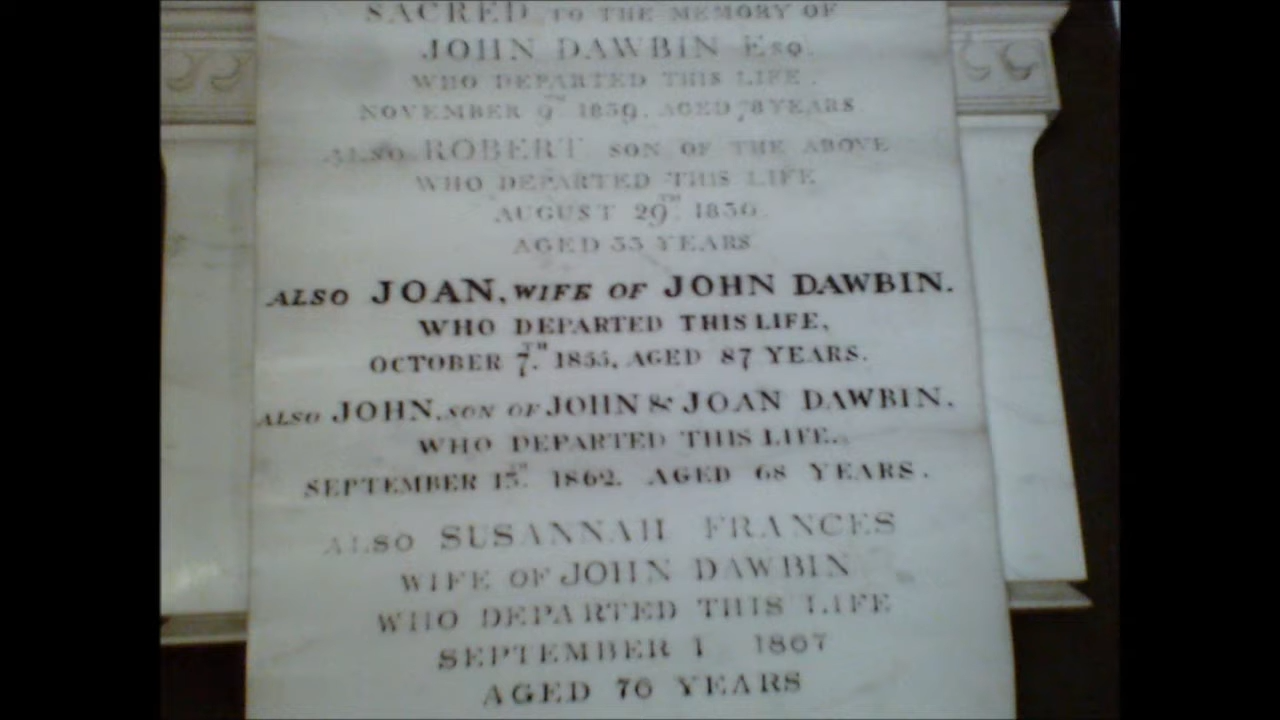 SACRED TO THE MEMORY OF
JOHN DAWBIN Esq.
WHO DEPARTED THIS LIFE.
NOVEMBER 9TH 1839. AGED 78 YEARS
ALSO ROBERT SON OF THE ABOVE
WHO DEPARTED THIS LIFE
AUGUST 29TH
AGED YEARS
ALSO JOAN, WIFE OF JOHN DAWBIN.
WHO DEPARTED THIS LIFE,
OCTOBER 7TH 1855, AGED 87 YEARS.
ALSO JOHN, SON OF JOHN & JOAN DAWBIN.
WHO DEPARTED THIS LIFE.
SEPTEMBER 1862. AGED 68 YEARS.
ALSO SUSANNAH FRANCES
WIFE OF JOHN DAWBIN
WHO DEPARTED THIS LIFE
SEPTEMBER 1 1867
AGED 76 YEARS